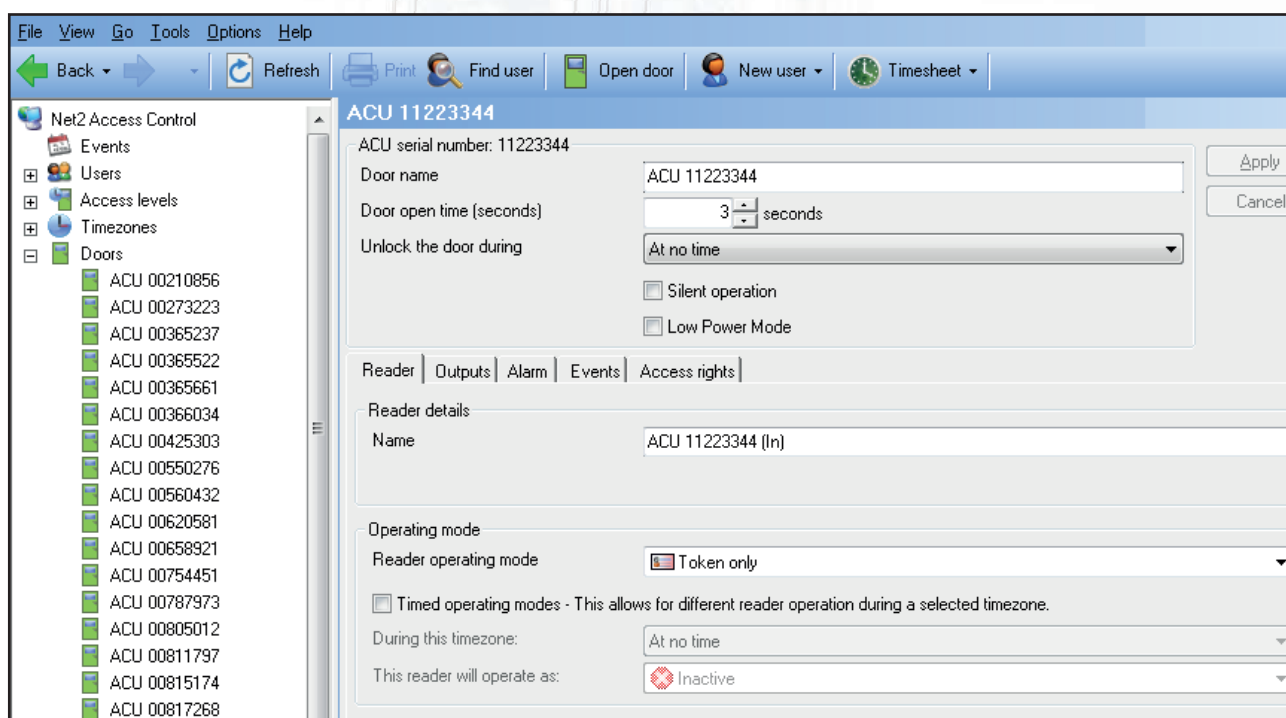 File View Go Tools Options Help
Back Refresh Print Find user Open door New user Timesheet
Net2 Access Control
Events
Users
Access levels
Timezones
Doors
ACU 00210856
ACU 00273223
ACU 00365237
ACU 00365522
ACU 00365661
ACU 00366034
ACU 00425303
ACU 00550276
ACU 00560432
ACU 00620581
ACU 00658921
ACU 00754451
ACU 00787973
ACU 00805012
ACU 00811797
ACU 00815174
ACU 00817268
ACU 11223344
ACU serial number: 11223344
Door name ACU 11223344
Door open time (seconds) 3 seconds
Unlock the door during At no time
Silent operation
Low Power Mode
Apply
Cancel
Reader Outputs Alarm Events Access rights
Reader details
Name ACU 11223344 (In)
Operating mode
Reader operating mode Token only
Timed operating modes - This allows for different reader operation during a selected timezone.
During this timezone: At no time
This reader will operate as: Inactive